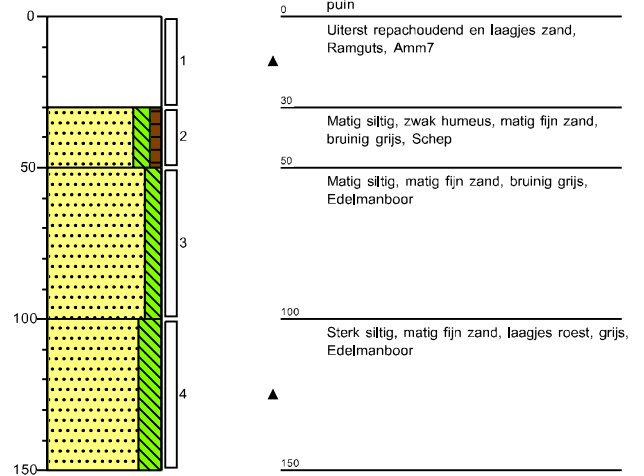 0
puin
0
Uiterst repachoudend en laagjes zand,
Ramguts, Amm7
1
30
Matig siltig, zwak humeus, matig fijn zand,
bruinig grijs, Schep
2
50
50
Matig siltig, matig fijn zand, bruinig grijs,
Edelmanboor
3
100
100
Sterk siltig, matig fijn zand, laagjes roest, grijs,
Edelmanboor
4
150
150